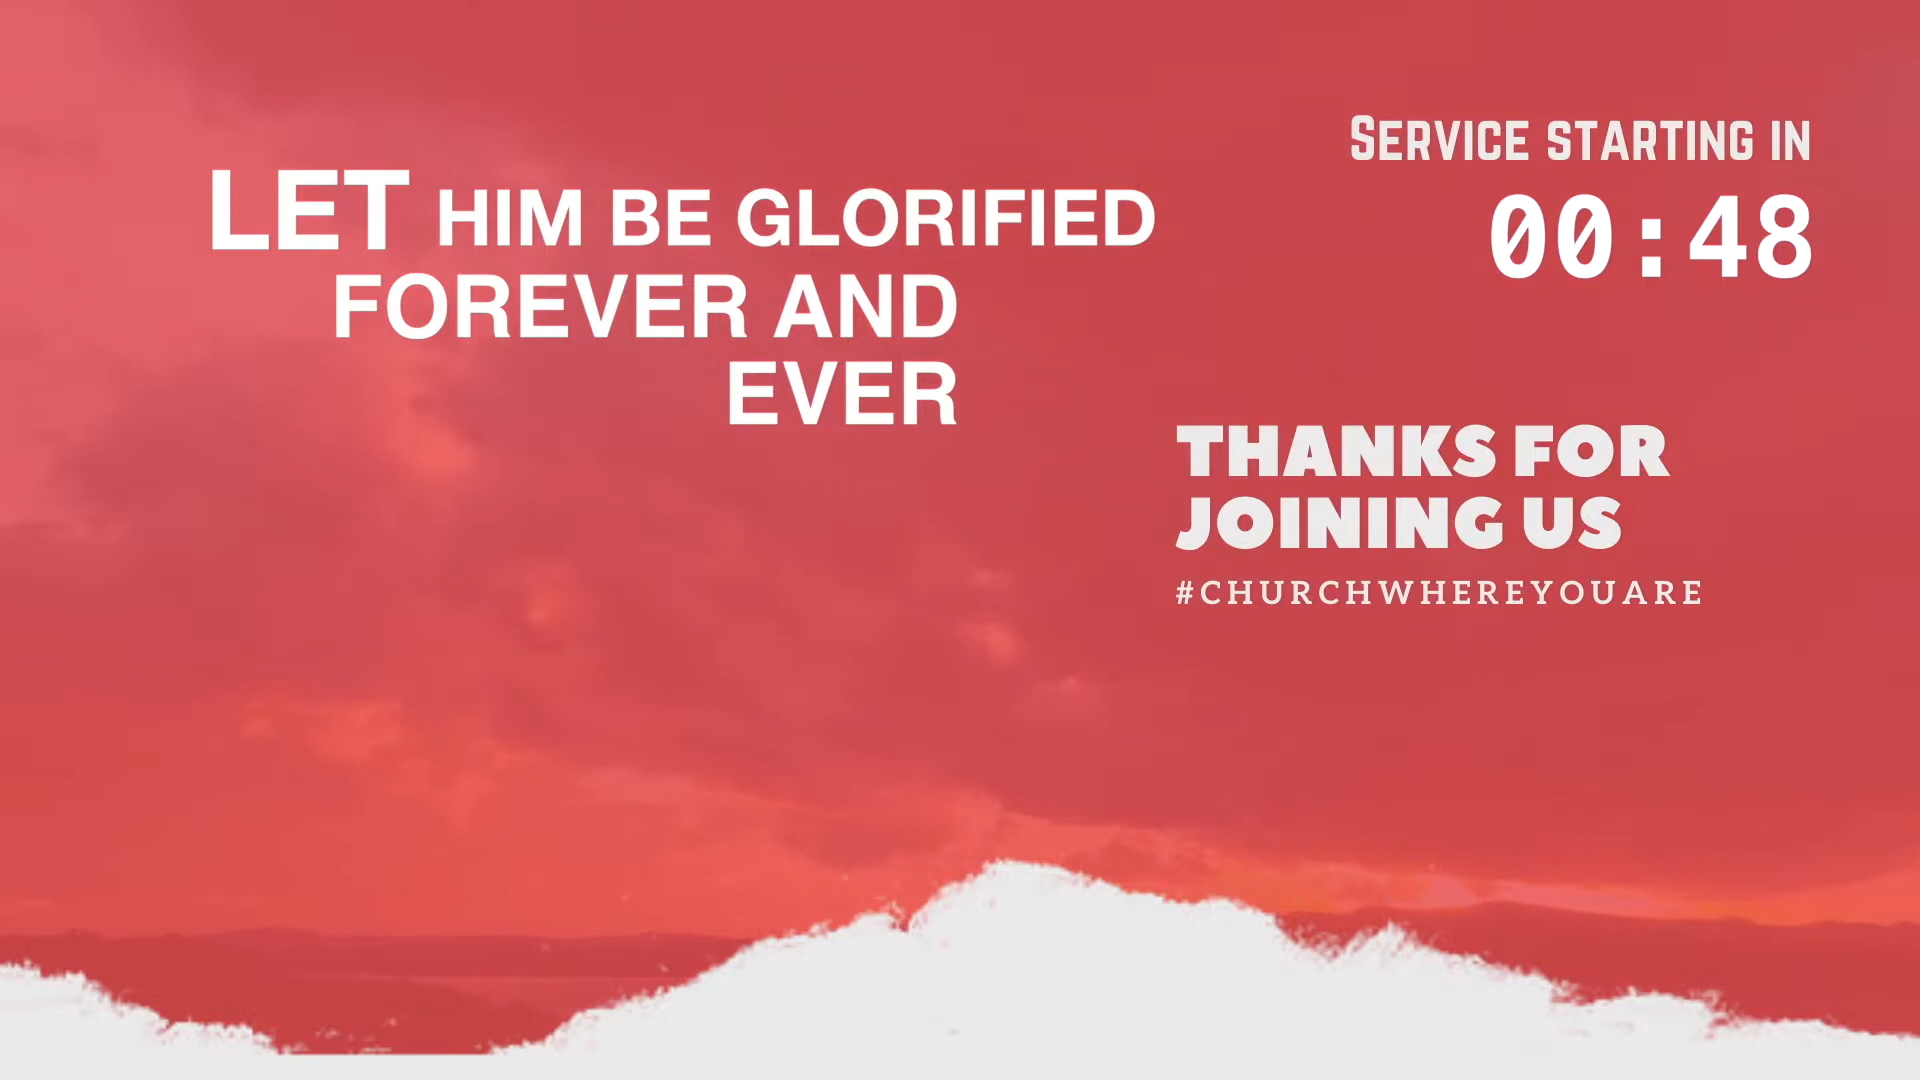 LET HIM BE GLORIFIED
FOREVER AND
EVER
SERVICE STARTING IN
00:48
THANKS FOR
JOINING US
#CHURCHWHEREYOUARE